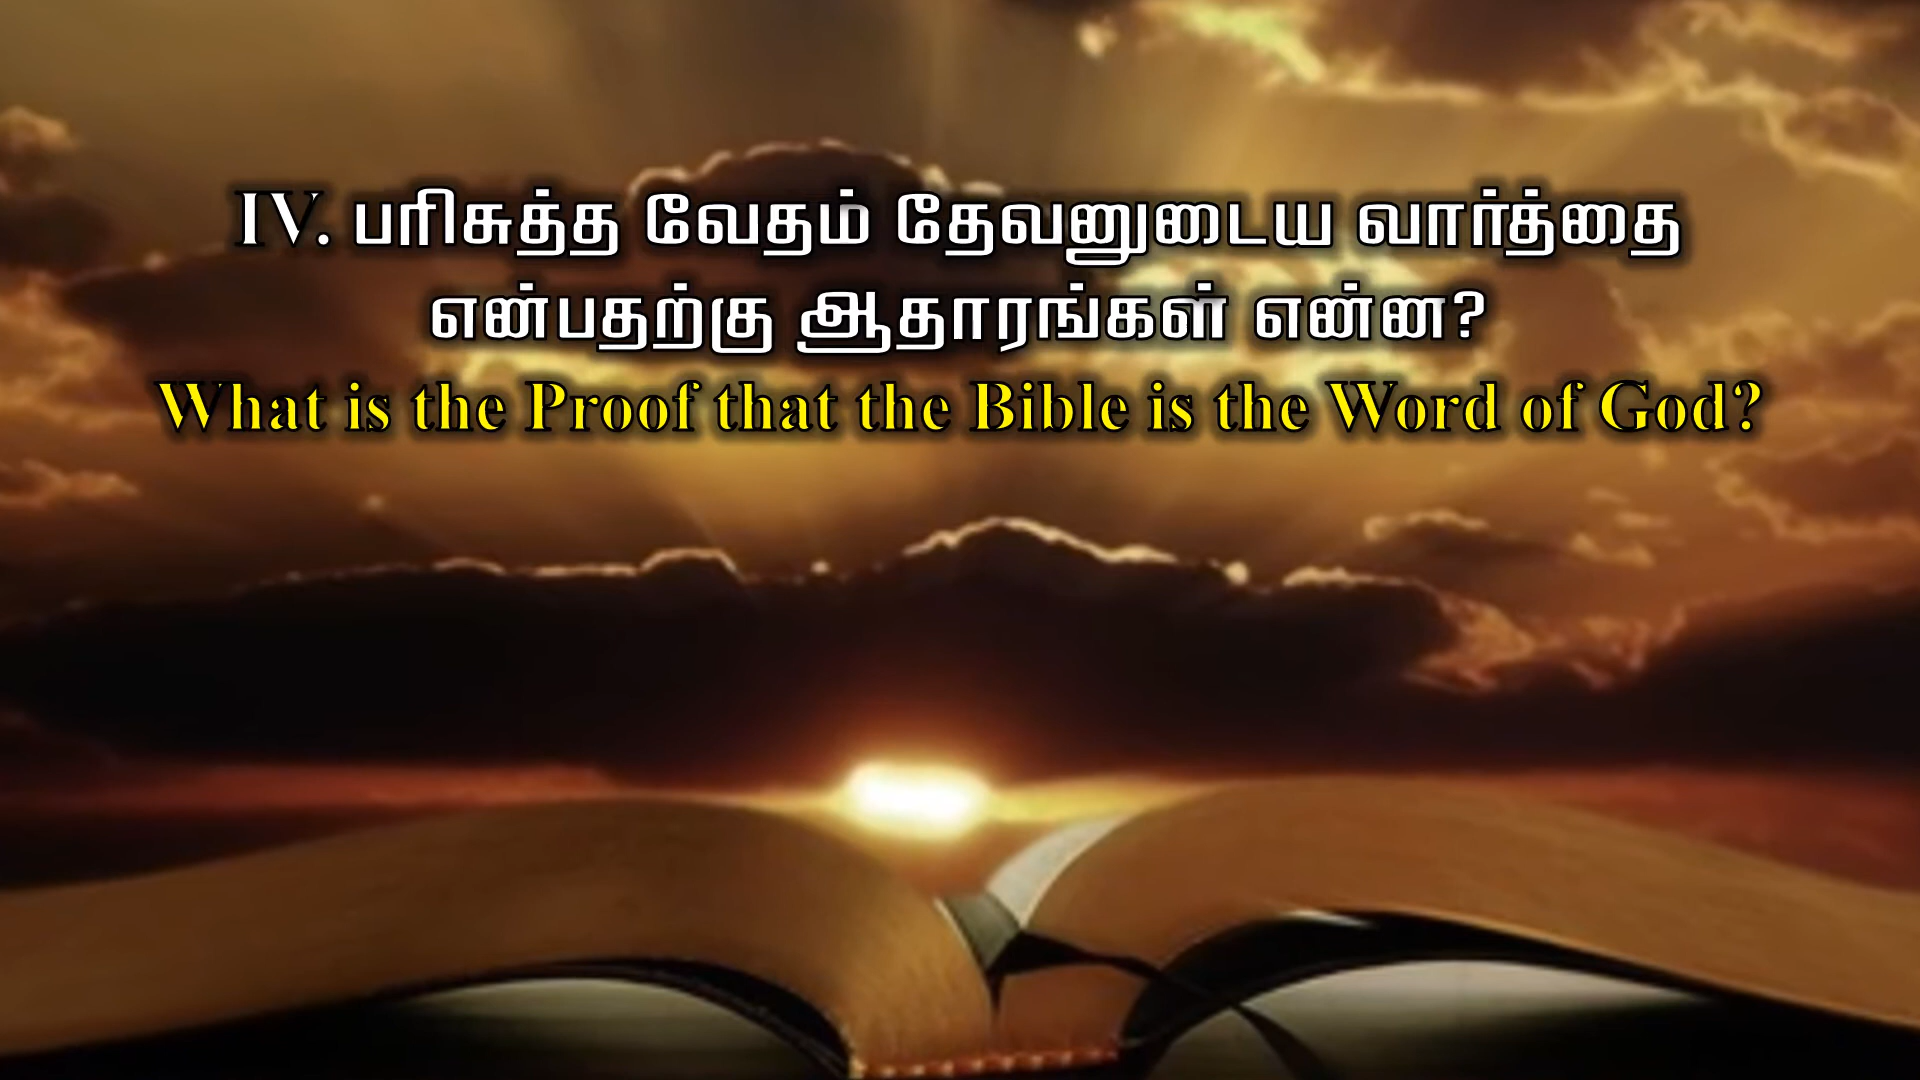 IV. பரிசுத்த வேதம் தேவனுடைய வார்த்தை
என்பதற்கு ஆதாரங்கள் என்ன?
What is the Proof that the Bible is the Word of God?